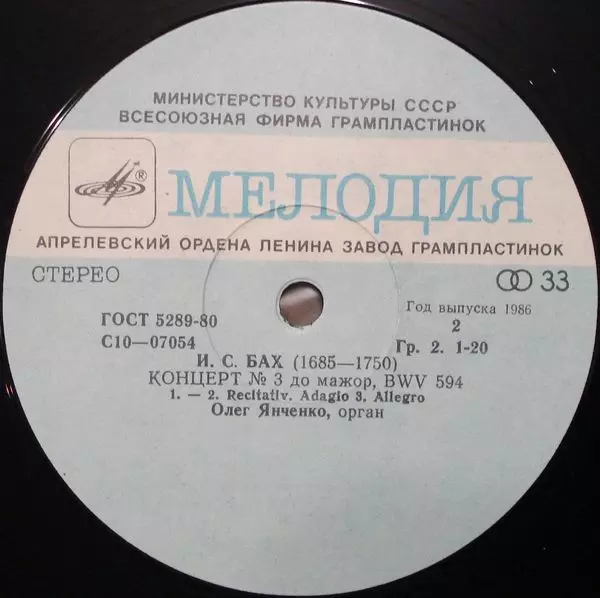 МИНИСТЕРСТВО КУЛЬТУРЫ СССР
ВСЕСОЮЗНАЯ ФИРМА ГРАМПЛАСТИНОК
® МЕЛОДИЯ
АПРЕЛЕВСКИЙ ОРДЕНА ЛЕНИНА ЗАВОД ГРАМПЛАСТИНОК
СТЕРЕО
33
ГОСТ 5289-80
Год выпуска 1986
2
С10—07054
Гр. 2. 1-20
И. С. БАХ (1685—1750)
КОНЦЕРТ № 3 до мажор, BWV 594
1. — 2. Recitativ. Adagio 3. Allegro
Олег Янченко, орган